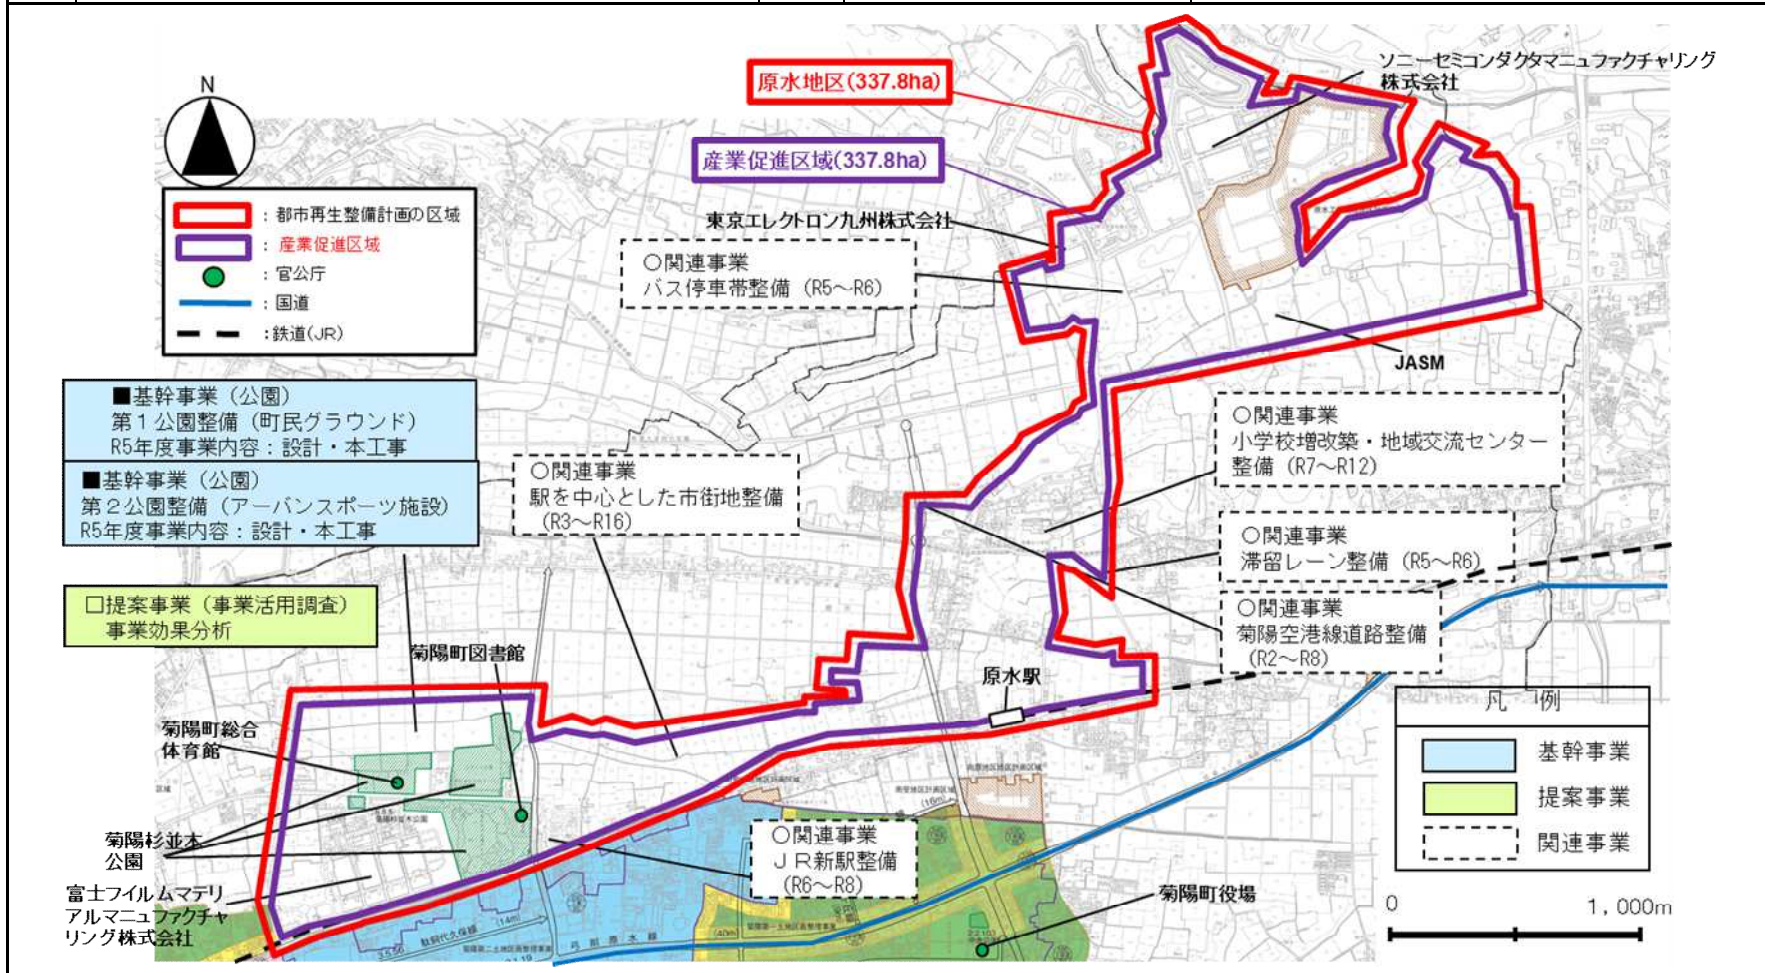 ソニーセミコンダクタマニュファクチャリング
株式会社
原水地区(337.8ha)
産業促進区域(337.8ha)
N
：都市再生整備計画の区域
：産業促進区域
：官公庁
：国道
：鉄道(JR)
東京エレクトロン九州株式会社
○関連事業
バス停車帯整備（R5～R6）
JASM
■基幹事業（公園）
第１公園整備（町民グラウンド）
R5年度事業内容：設計・本工事
■基幹事業（公園）
第２公園整備（アーバンスポーツ施設）
R5年度事業内容：設計・本工事
○関連事業
駅を中心とした市街地整備
（R3～R16）
○関連事業
小学校増改築・地域交流センター
整備（R7～R12）
○関連事業
滞留レーン整備（R5～R6）
○関連事業
菊陽空港線道路整備
（R2～R8）
□提案事業（事業活用調査）
事業効果分析
菊陽町図書館
原水駅
菊陽町総合
体育館
菊陽杉並木公園
菊陽杉並木
公園
富士フイルムマテリ
アルマニュファクチャ
リング株式会社
○関連事業
ＪＲ新駅整備
（R6～R8）
菊陽町役場
凡　例
基幹事業
提案事業
関連事業
0
1,000m
(16m)
(14m)
(40m)
3.5.56